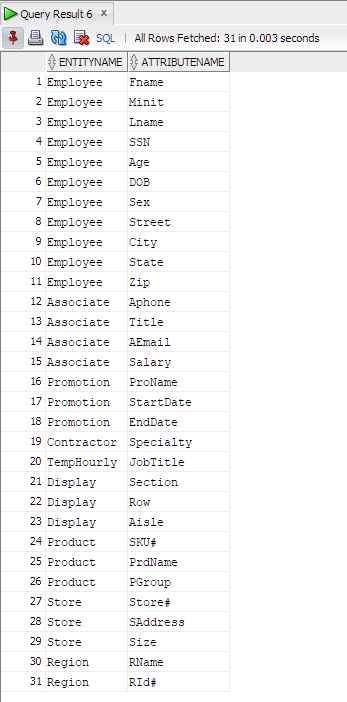 Query Result 6 ×
SQL | All Rows Fetched: 31 in 0.003 seconds
ENTITYNAME ATTRIBUTENAME
1 Employee Fname
2 Employee Minit
3 Employee Lname
4 Employee SSN
5 Employee Age
6 Employee DOB
7 Employee Sex
8 Employee Street
9 Employee City
10 Employee State
11 Employee Zip
12 Associate Aphone
13 Associate Title
14 Associate AEmail
15 Associate Salary
16 Promotion ProName
17 Promotion StartDate
18 Promotion EndDate
19 Contractor Specialty
20 TempHourly JobTitle
21 Display Section
22 Display Row
23 Display Aisle
24 Product SKU#
25 Product PrdName
26 Product PGroup
27 Store Store#
28 Store SAddress
29 Store Size
30 Region RName
31 Region RId#